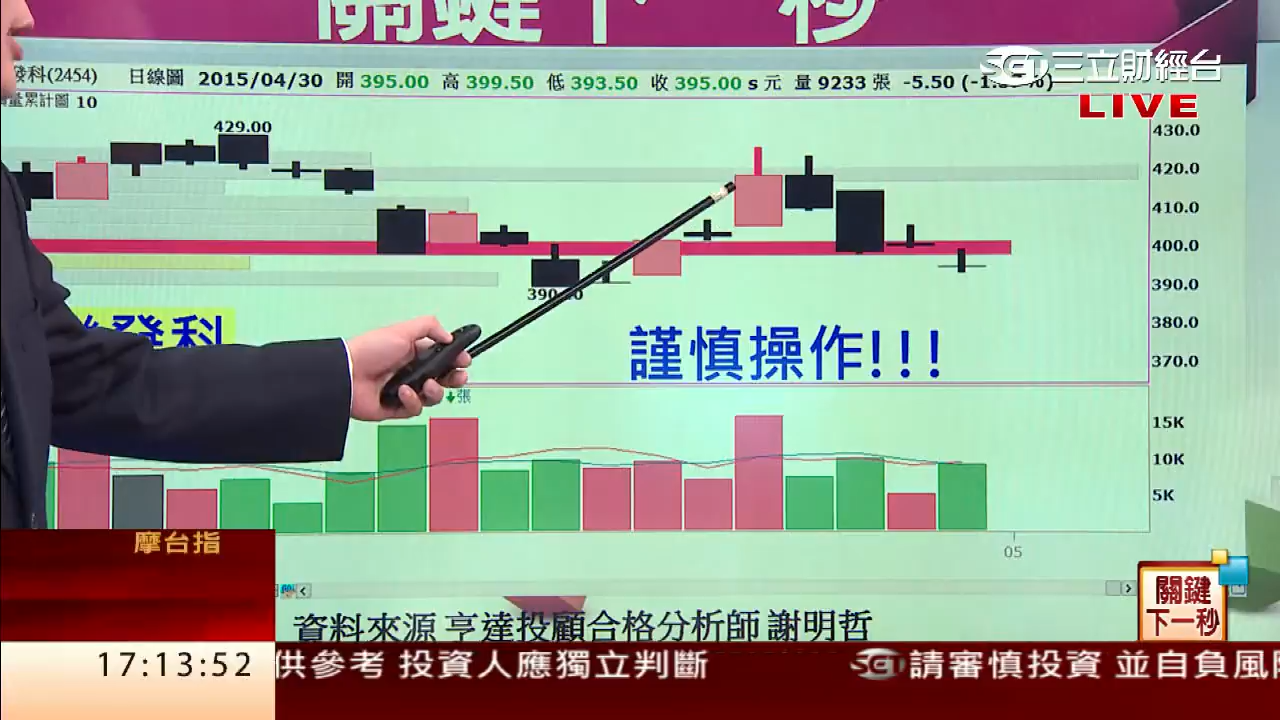 關鍵下一秒
SET 三立財經台
LIVE
發科(2454) 日線圖 2015/04/30 開 395.00 高 399.50 低 393.50 收 395.00 s 元 量 9233 張 -5.50
量累計圖 10
429.00
430.0
420.0
410.0
400.0
390.0
380.0
370.0
發科
謹慎操作!!!
張
15K
10K
5K
05
摩台指
資料來源 亨達投顧合格分析師 謝明哲
關鍵
下一秒
17:13:52
供參考 投資人應獨立判斷 SET 請審慎投資 並自負風